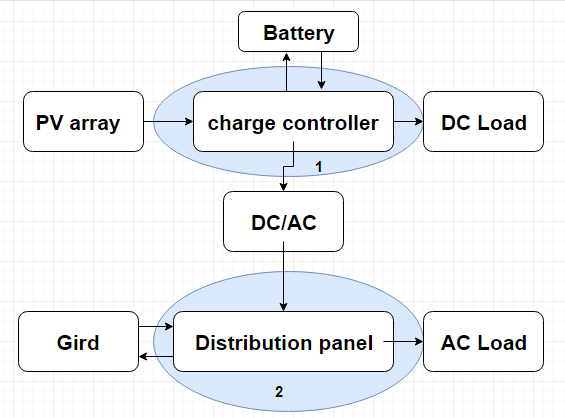 Battery
PV array
charge controller
DC Load
1
DC/AC
Gird
Distribution panel
AC Load
2